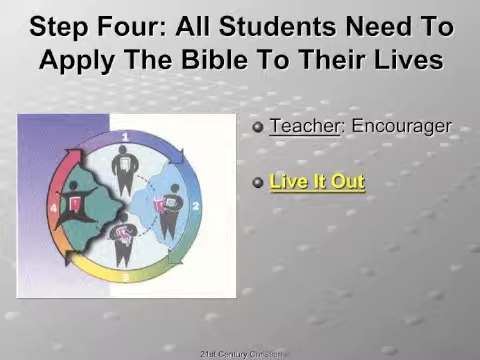 Step Four: All Students Need To
Apply The Bible To Their Lives
Teacher: Encourager
Live It Out
1
2
3
4
21st Century Christian